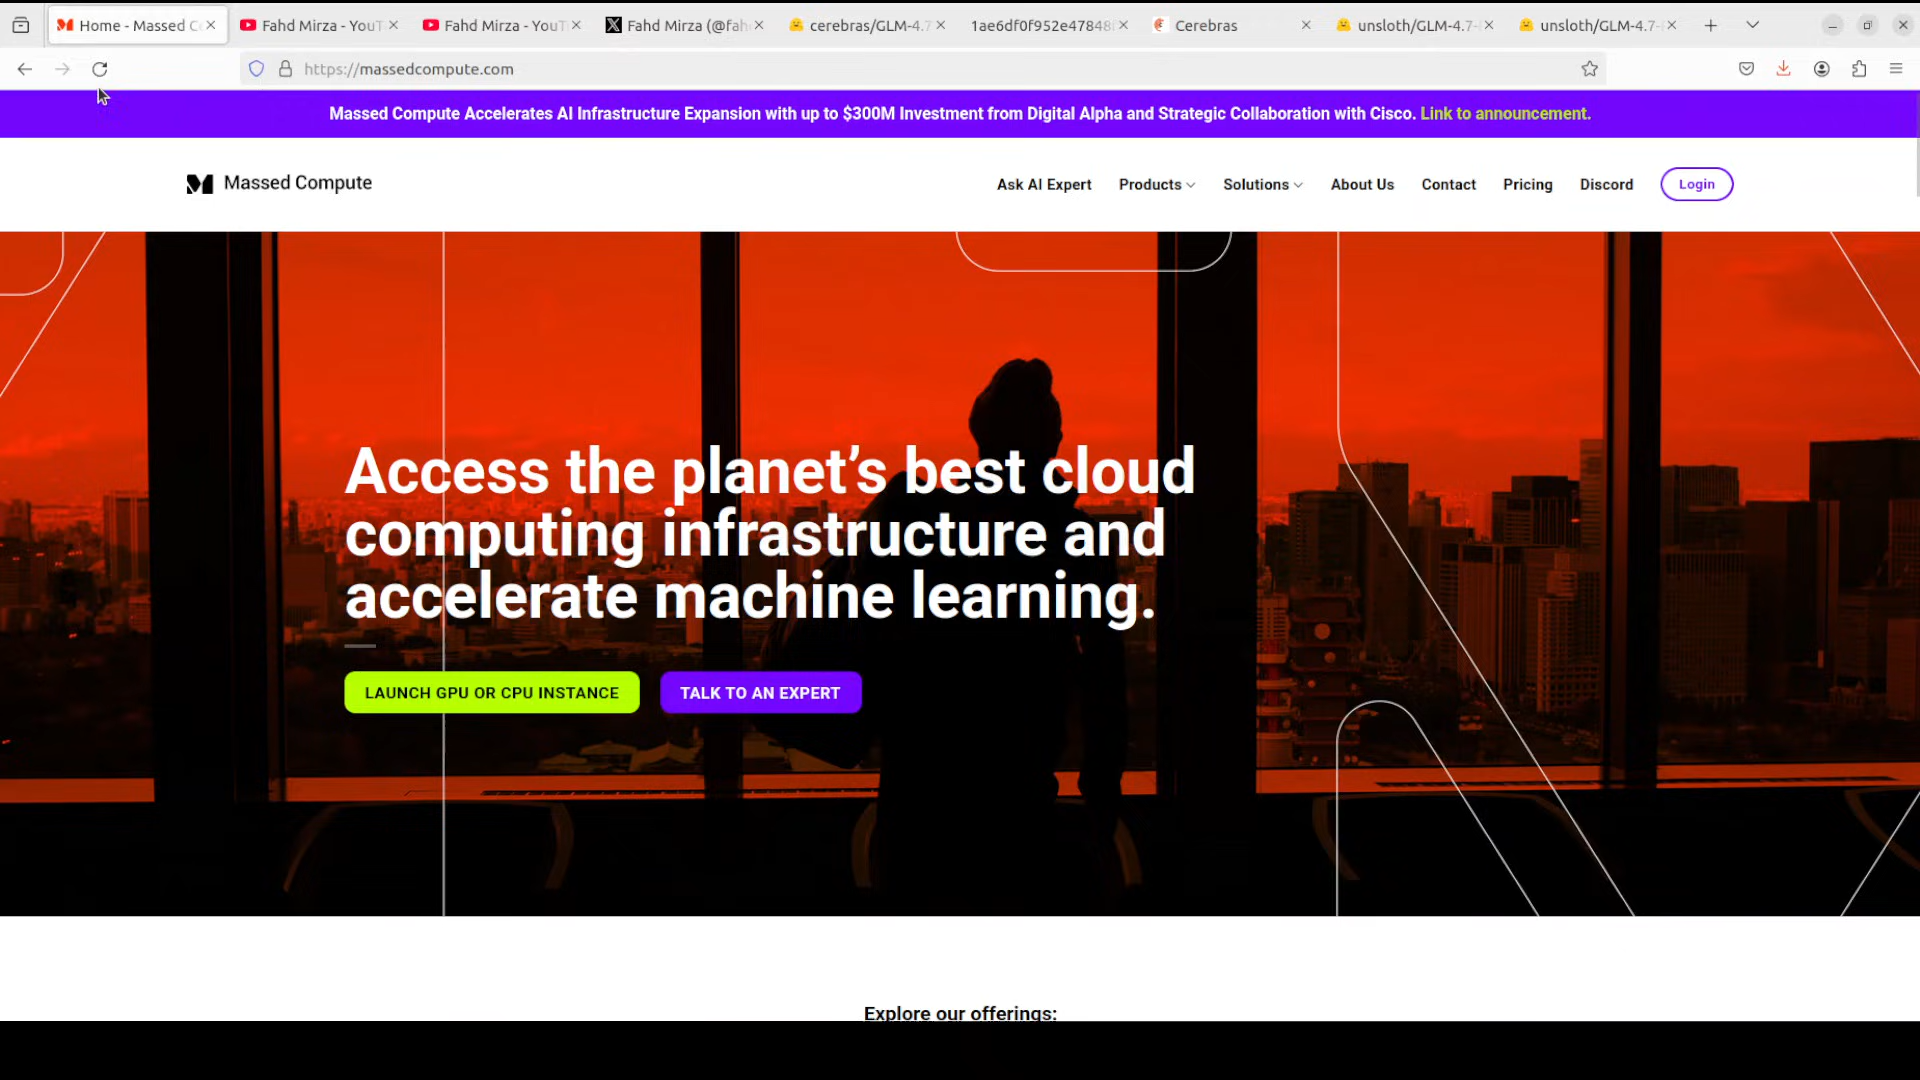 Home - Massed C
Fahd Mirza - YouT
Fahd Mirza - YouT
Fahd Mirza (@fah
cerebras/GLM-4.7
1ae6df0f952e47848
Cerebras
unsloth/GLM-4.7-
unsloth/GLM-4.7-
https://massedcompute.com
Massed Compute Accelerates AI Infrastructure Expansion with up to $300M Investment from Digital Alpha and Strategic Collaboration with Cisco. Link to announcement.
Massed Compute
Ask AI Expert
Products
Solutions
About Us
Contact
Pricing
Discord
Login
Access the planet’s best cloud
computing infrastructure and
accelerate machine learning.
LAUNCH GPU OR CPU INSTANCE
TALK TO AN EXPERT
Explore our offerings: